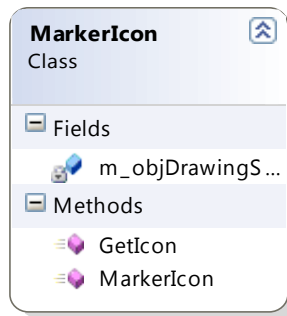 MarkerIcon
Class
Fields
m_objDrawingS...
Methods
GetIcon
MarkerIcon